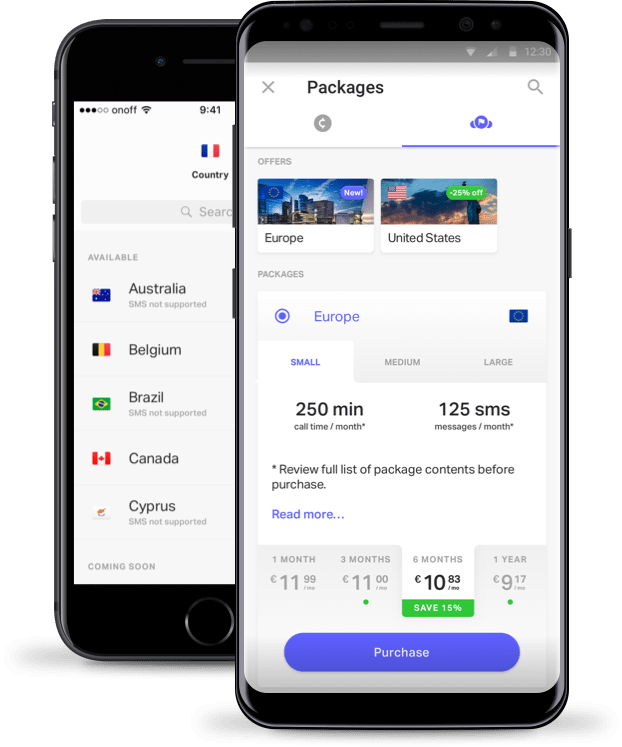 onoff
9:41
Country
Searc
AVAILABLE
Australia
SMS not supported
Belgium
Brazil
SMS not supported
Canada
Cyprus
SMS not supported
COMING SOON
12:30
Packages
OFFERS
New!
-25% off
Europe
United States
PACKAGES
Europe
SMALL
MEDIUM
LARGE
250 min
125 sms
call time / month*
messages / month*
* Review full list of package contents before
purchase.
Read more...
1 MONTH
3 MONTHS
6 MONTHS
1 YEAR
€ 11 99 /mo
€ 11 00 /mo
€ 10 83 /mo
€ 9 17 /mo
SAVE 15%
Purchase